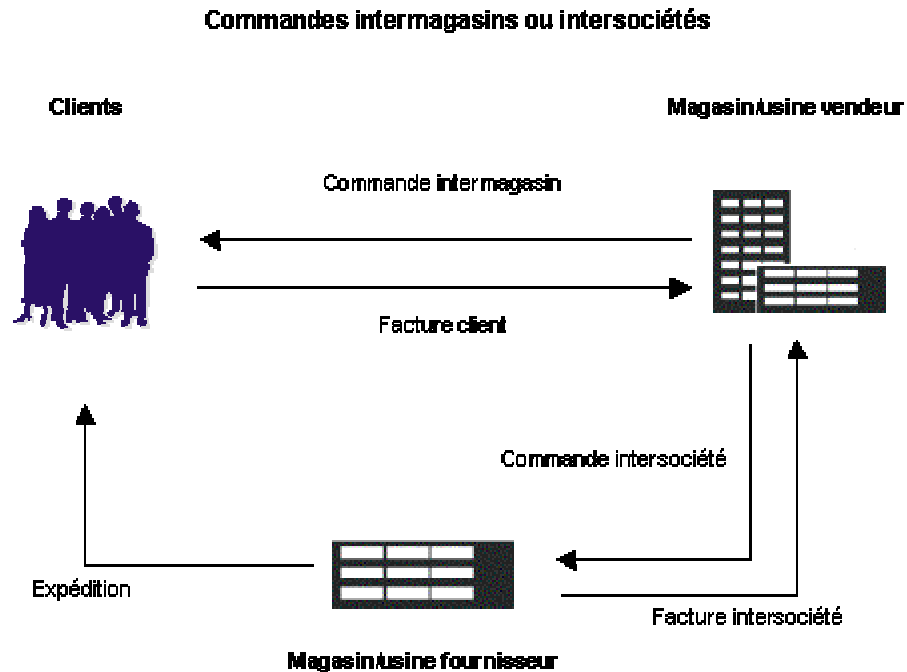 Commandes intermagasins ou intersociétés
Clients
Magasin/usine vendeur
Commande intermagasin
Facture client
Commande intersociété
Expédition
Facture intersociété
Magasin/usine fournisseur